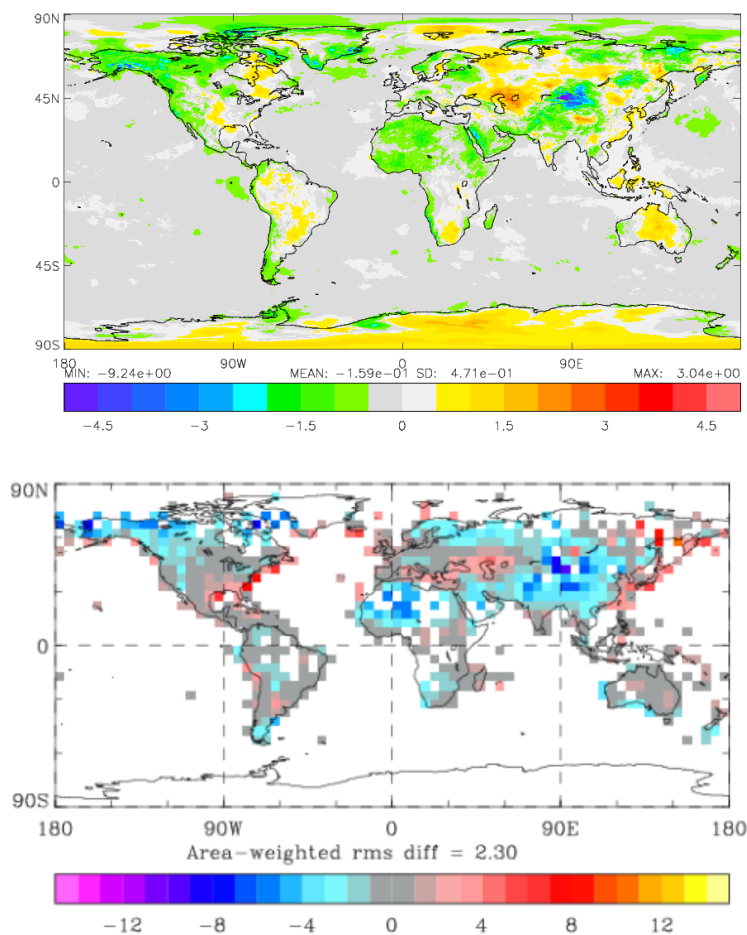 90N
45N
0
45S
90S
180 90W 0 90E
MIN: -9.24e+00 MEAN: -1.59e-01 SD: 4.71e-01 MAX: 3.04e+00
-4.5 -3 -1.5 0 1.5 3 4.5
90N
0
90S
180 90W 0 90E 180
Area-weighted rms diff = 2.30
-12 -8 -4 0 4 8 12